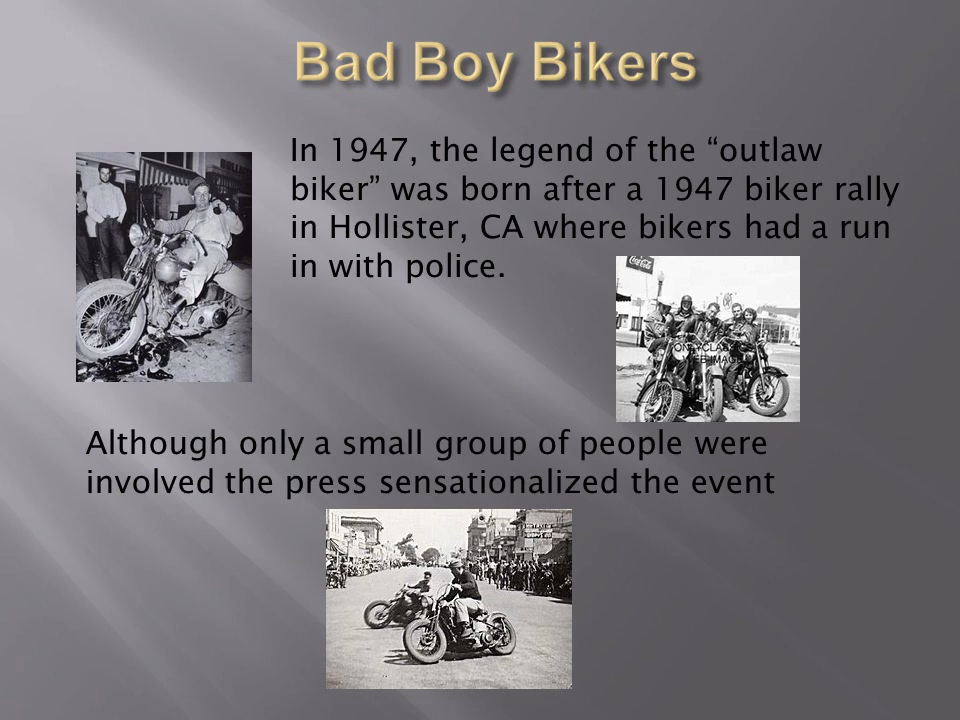 Bad Boy Bikers
In 1947, the legend of the “outlaw
biker” was born after a 1947 biker rally
in Hollister, CA where bikers had a run
in with police.
Coca-Cola
Although only a small group of people were
involved the press sensationalized the event